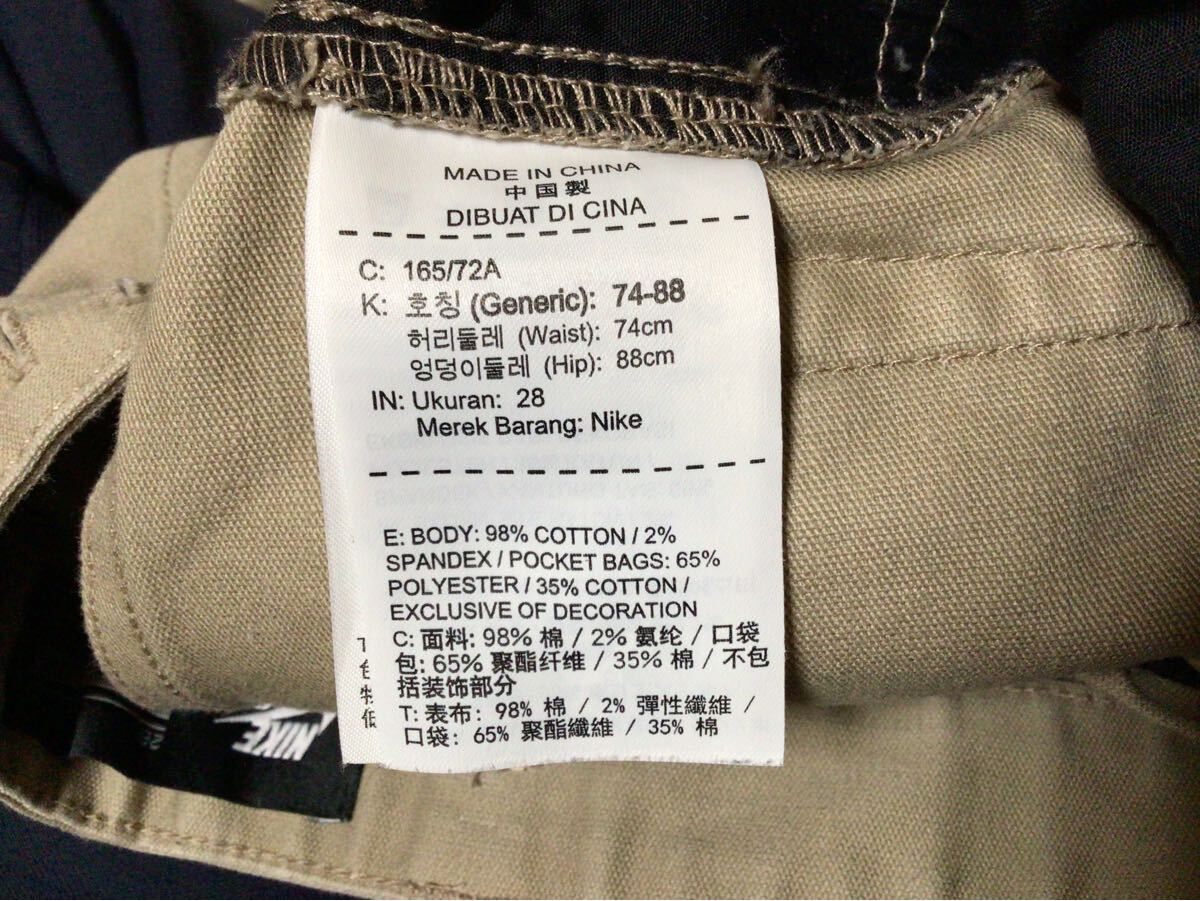 MADE IN CHINA
中国製
DIBUAT DI CINA
C: 165/72A
K: 호칭 (Generic): 74-88
허리둘레 (Waist): 74cm
엉덩이둘레 (Hip): 88cm
IN: Ukuran: 28
Merek Barang: Nike
E: BODY: 98% COTTON / 2%
SPANDEX / POCKET BAGS: 65%
POLYESTER / 35% COTTON /
EXCLUSIVE OF DECORATION
C: 面料: 98% 棉 / 2% 氨纶 / 口袋
包: 65% 聚酯纤维 / 35% 棉 / 不包
括装饰部分
T: 表布: 98% 棉 / 2% 彈性纖維 /
口袋: 65% 聚酯纖維 / 35% 棉
NIKE